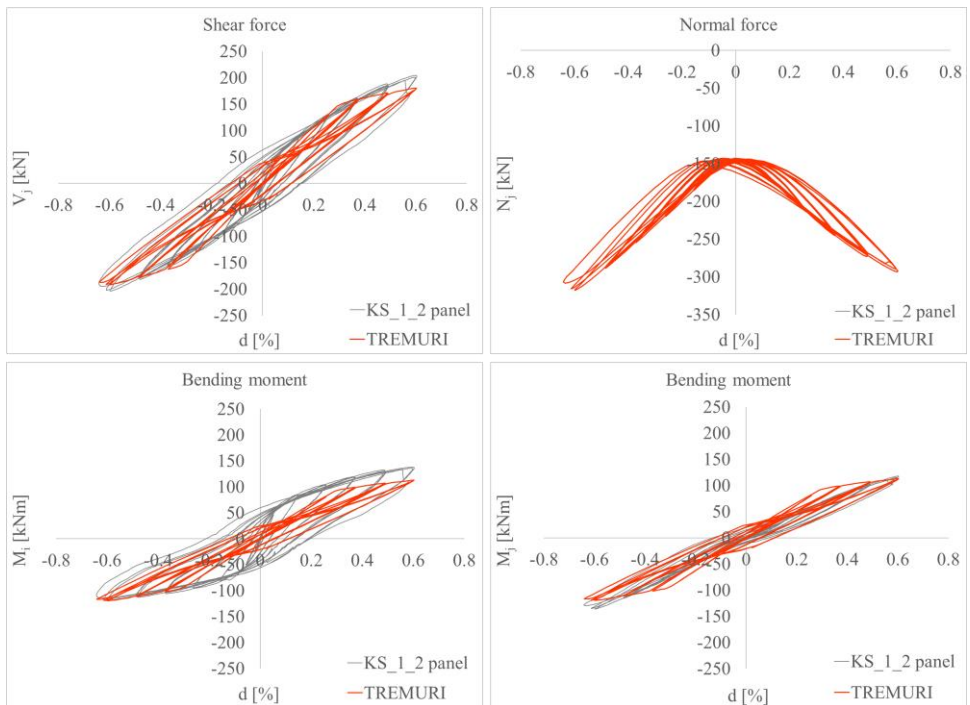 Shear force
250
200
150
100
50
0
-50
-100
-150
-200
-250
-0.8 -0.6 -0.4 -0.2 0 0.2 0.4 0.6 0.8
V_j [kN]
d [%]
KS_1_2 panel
TREMURI
Normal force
0
-50
-100
-150
-200
-250
-300
-350
-0.8 -0.6 -0.4 -0.2 0 0.2 0.4 0.6 0.8
N_j [kN]
d [%]
KS_1_2 panel
TREMURI
Bending moment
250
200
150
100
50
0
-50
-100
-150
-200
-250
-0.8 -0.6 -0.4 -0.2 0 0.2 0.4 0.6 0.8
M_i [kNm]
d [%]
KS_1_2 panel
TREMURI
Bending moment
250
200
150
100
50
0
-50
-100
-150
-200
-250
-0.8 -0.6 -0.4 -0.2 0 0.2 0.4 0.6 0.8
M_j [kNm]
d [%]
KS_1_2 panel
TREMURI